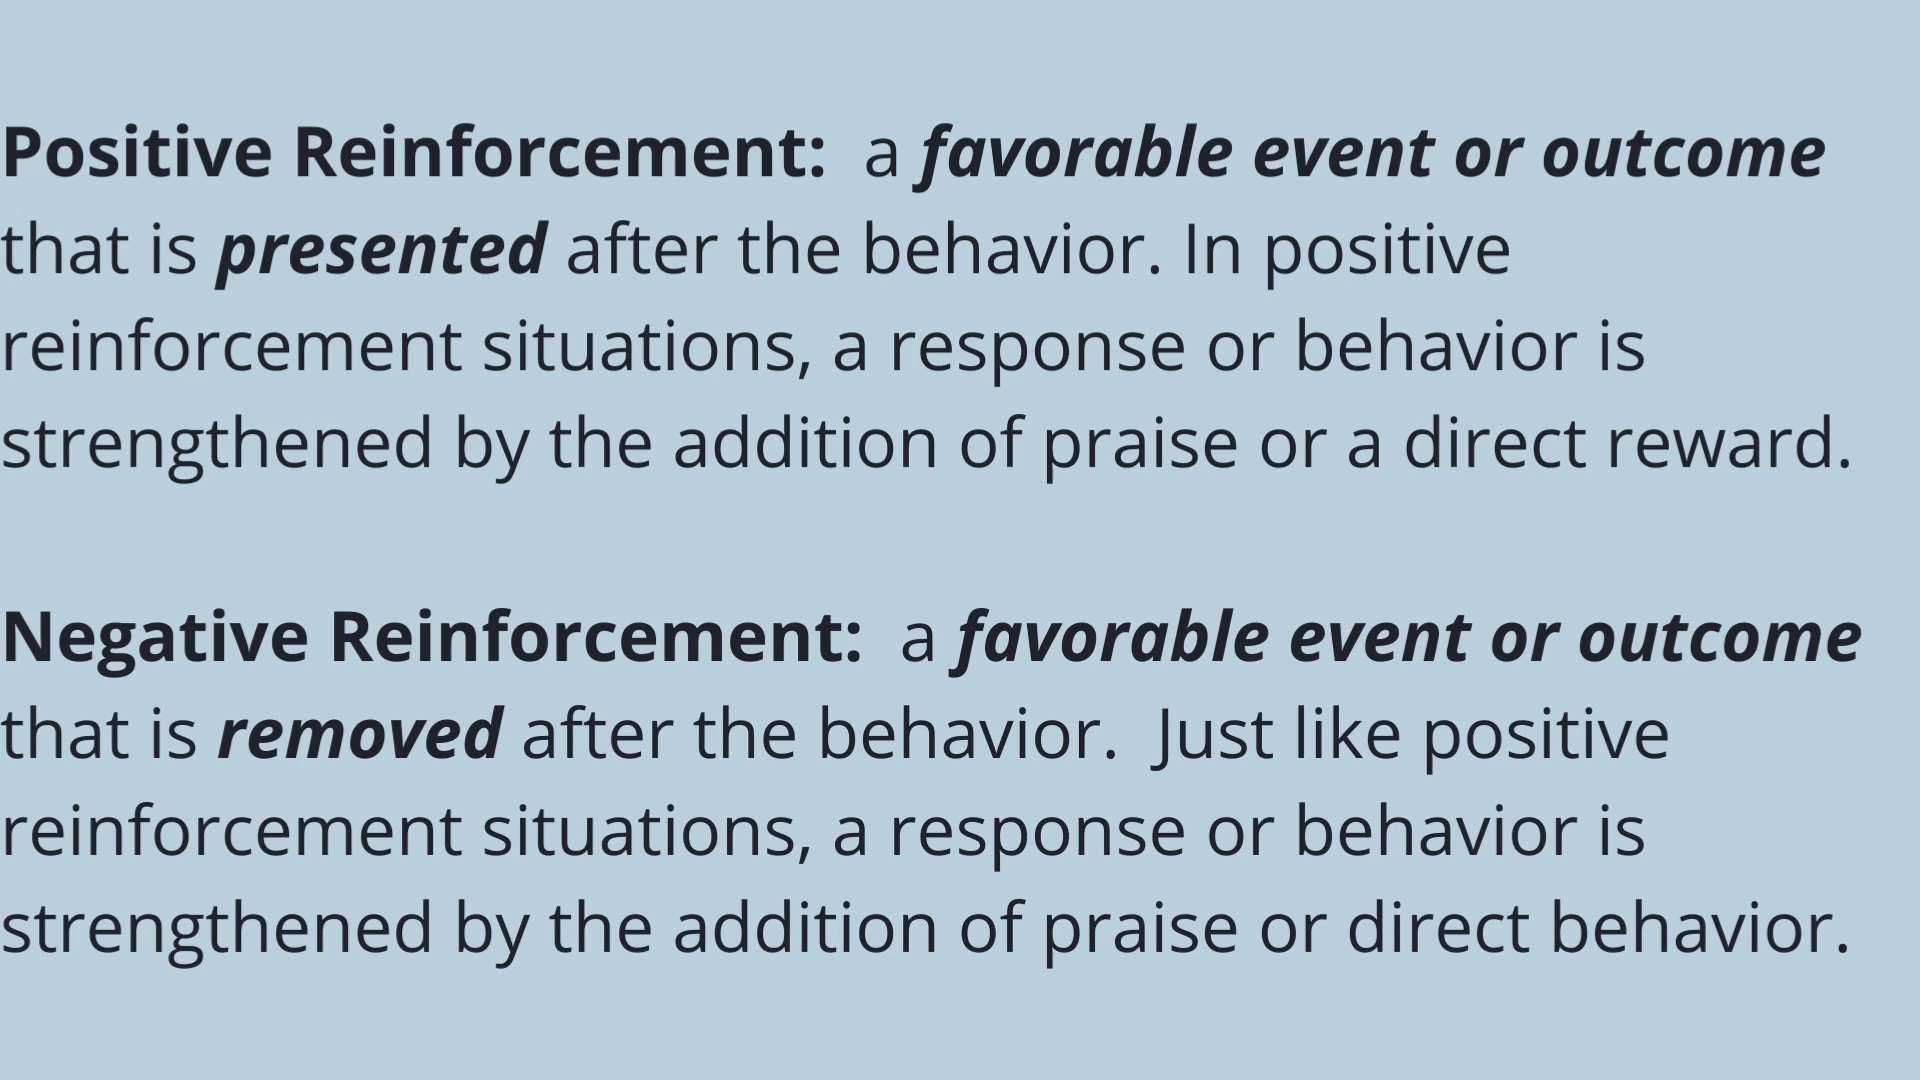 Positive Reinforcement:  a favorable event or outcome
that is presented after the behavior. In positive
reinforcement situations, a response or behavior is
strengthened by the addition of praise or a direct reward.
Negative Reinforcement:  a favorable event or outcome
that is removed after the behavior.  Just like positive
reinforcement situations, a response or behavior is
strengthened by the addition of praise or direct behavior.